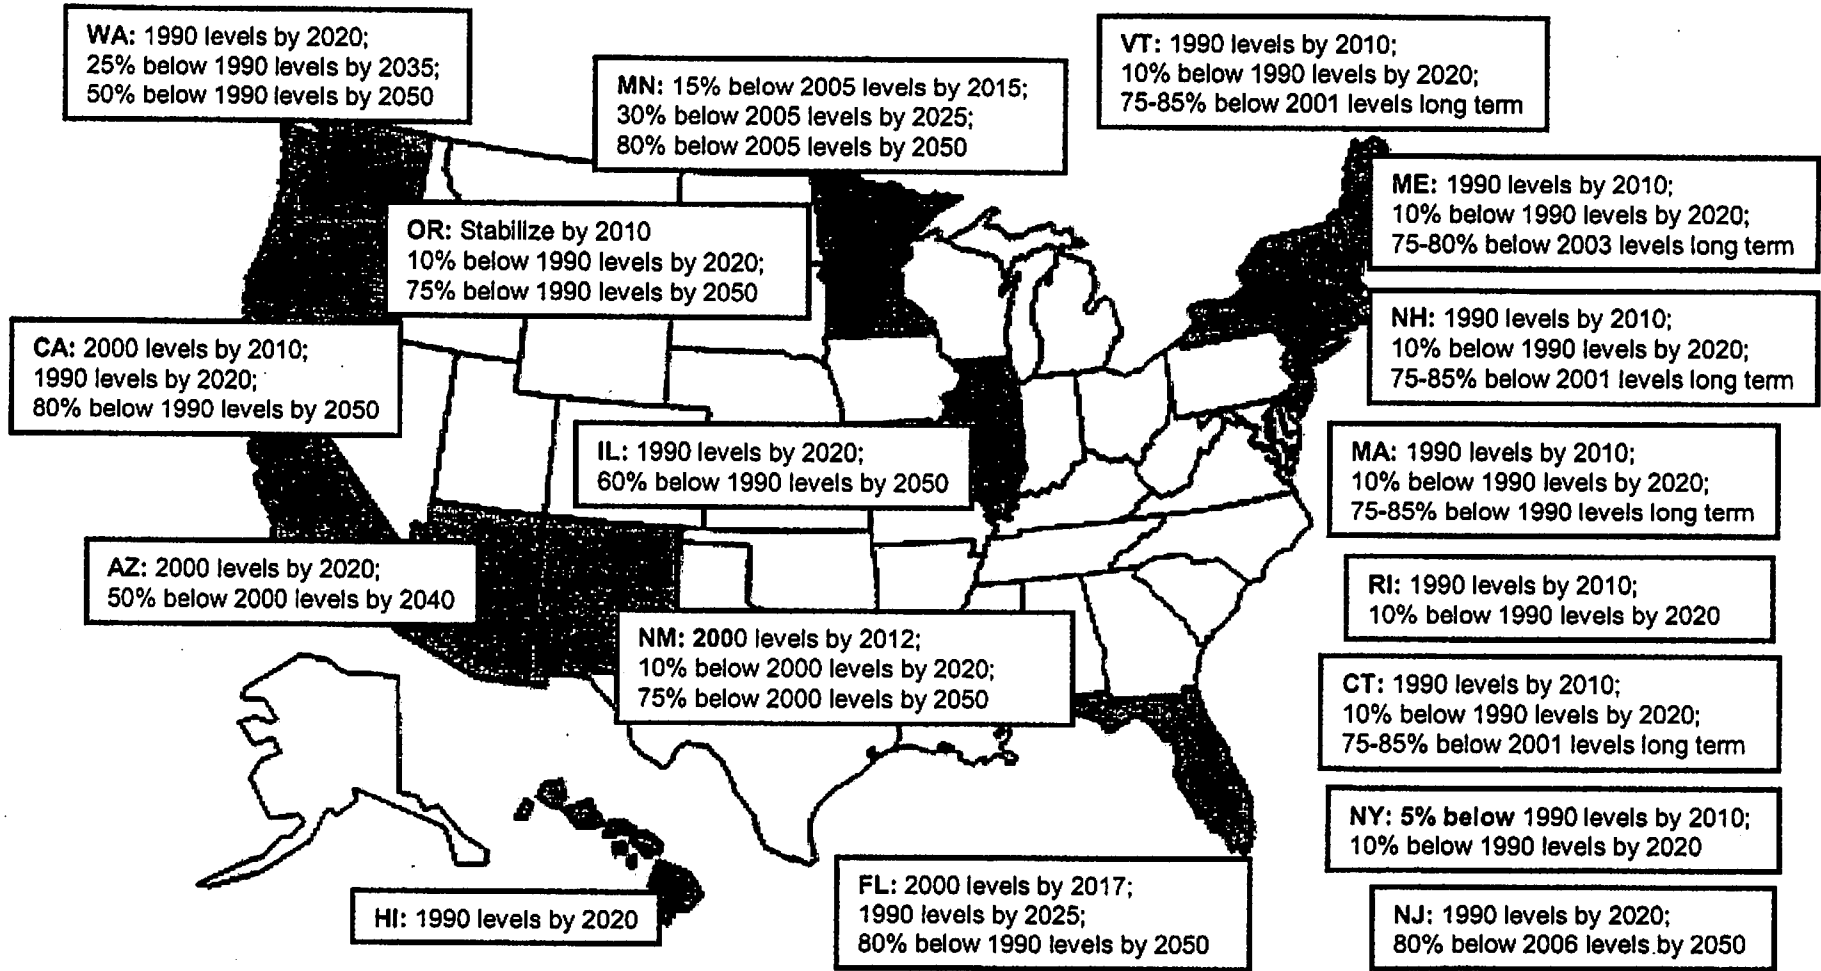 WA: 1990 levels by 2020;
25% below 1990 levels by 2035;
50% below 1990 levels by 2050
MN: 15% below 2005 levels by 2015;
30% below 2005 levels by 2025;
80% below 2005 levels by 2050
VT: 1990 levels by 2010;
10% below 1990 levels by 2020;
75-85% below 2001 levels long term
ME: 1990 levels by 2010;
10% below 1990 levels by 2020;
75-80% below 2003 levels long term
OR: Stabilize by 2010
10% below 1990 levels by 2020;
75% below 1990 levels by 2050
NH: 1990 levels by 2010;
10% below 1990 levels by 2020;
75-85% below 2001 levels long term
CA: 2000 levels by 2010;
1990 levels by 2020;
80% below 1990 levels by 2050
IL: 1990 levels by 2020;
60% below 1990 levels by 2050
MA: 1990 levels by 2010;
10% below 1990 levels by 2020;
75-85% below 1990 levels long term
AZ: 2000 levels by 2020;
50% below 2000 levels by 2040
RI: 1990 levels by 2010;
10% below 1990 levels by 2020
NM: 2000 levels by 2012;
10% below 2000 levels by 2020;
75% below 2000 levels by 2050
CT: 1990 levels by 2010;
10% below 1990 levels by 2020;
75-85% below 2001 levels long term
NY: 5% below 1990 levels by 2010;
10% below 1990 levels by 2020
HI: 1990 levels by 2020
FL: 2000 levels by 2017;
1990 levels by 2025;
80% below 1990 levels by 2050
NJ: 1990 levels by 2020;
80% below 2006 levels by 2050